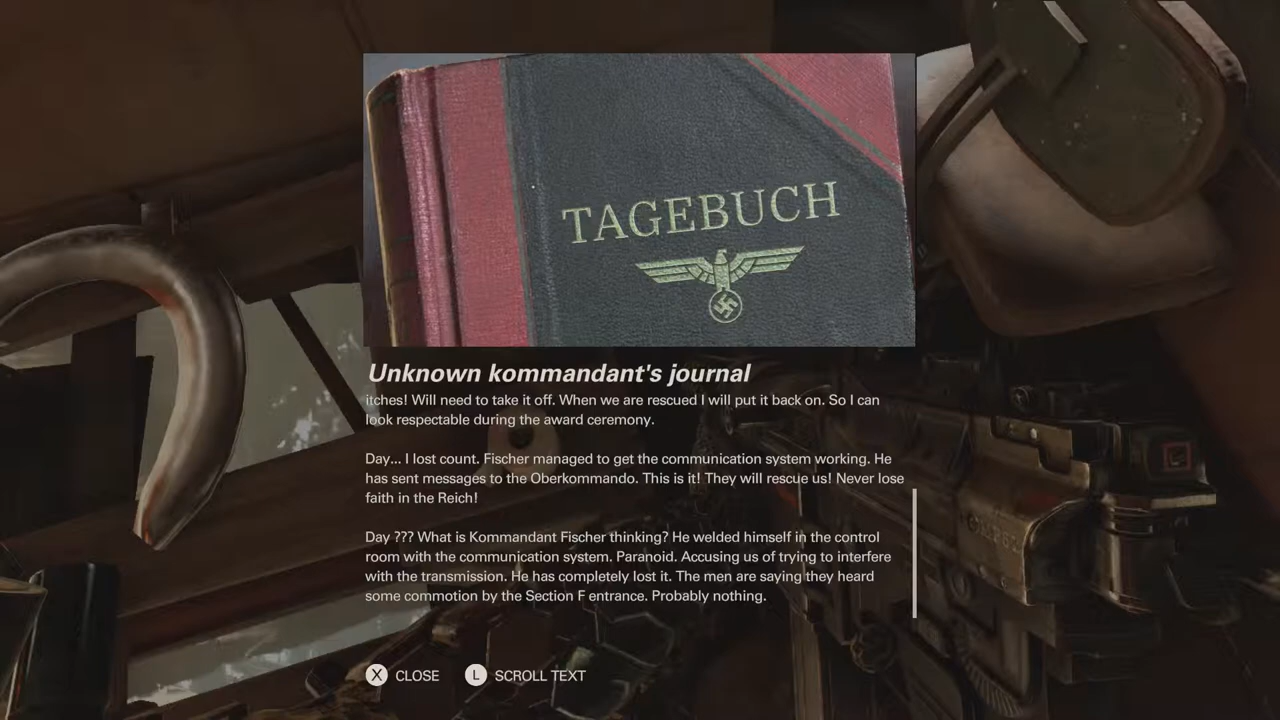 TAGEBUCH
Unknown kommandant's journal
itches! Will need to take it off. When we are rescued I will put it back on. So I can
look respectable during the award ceremony.
Day... I lost count. Fischer managed to get the communication system working. He
has sent messages to the Oberkommando. This is it! They will rescue us! Never lose
faith in the Reich!
Day ??? What is Kommandant Fischer thinking? He welded himself in the control
room with the communication system. Paranoid. Accusing us of trying to interfere
with the transmission. He has completely lost it. The men are saying they heard
some commotion by the Section F entrance. Probably nothing.
X CLOSE L SCROLL TEXT